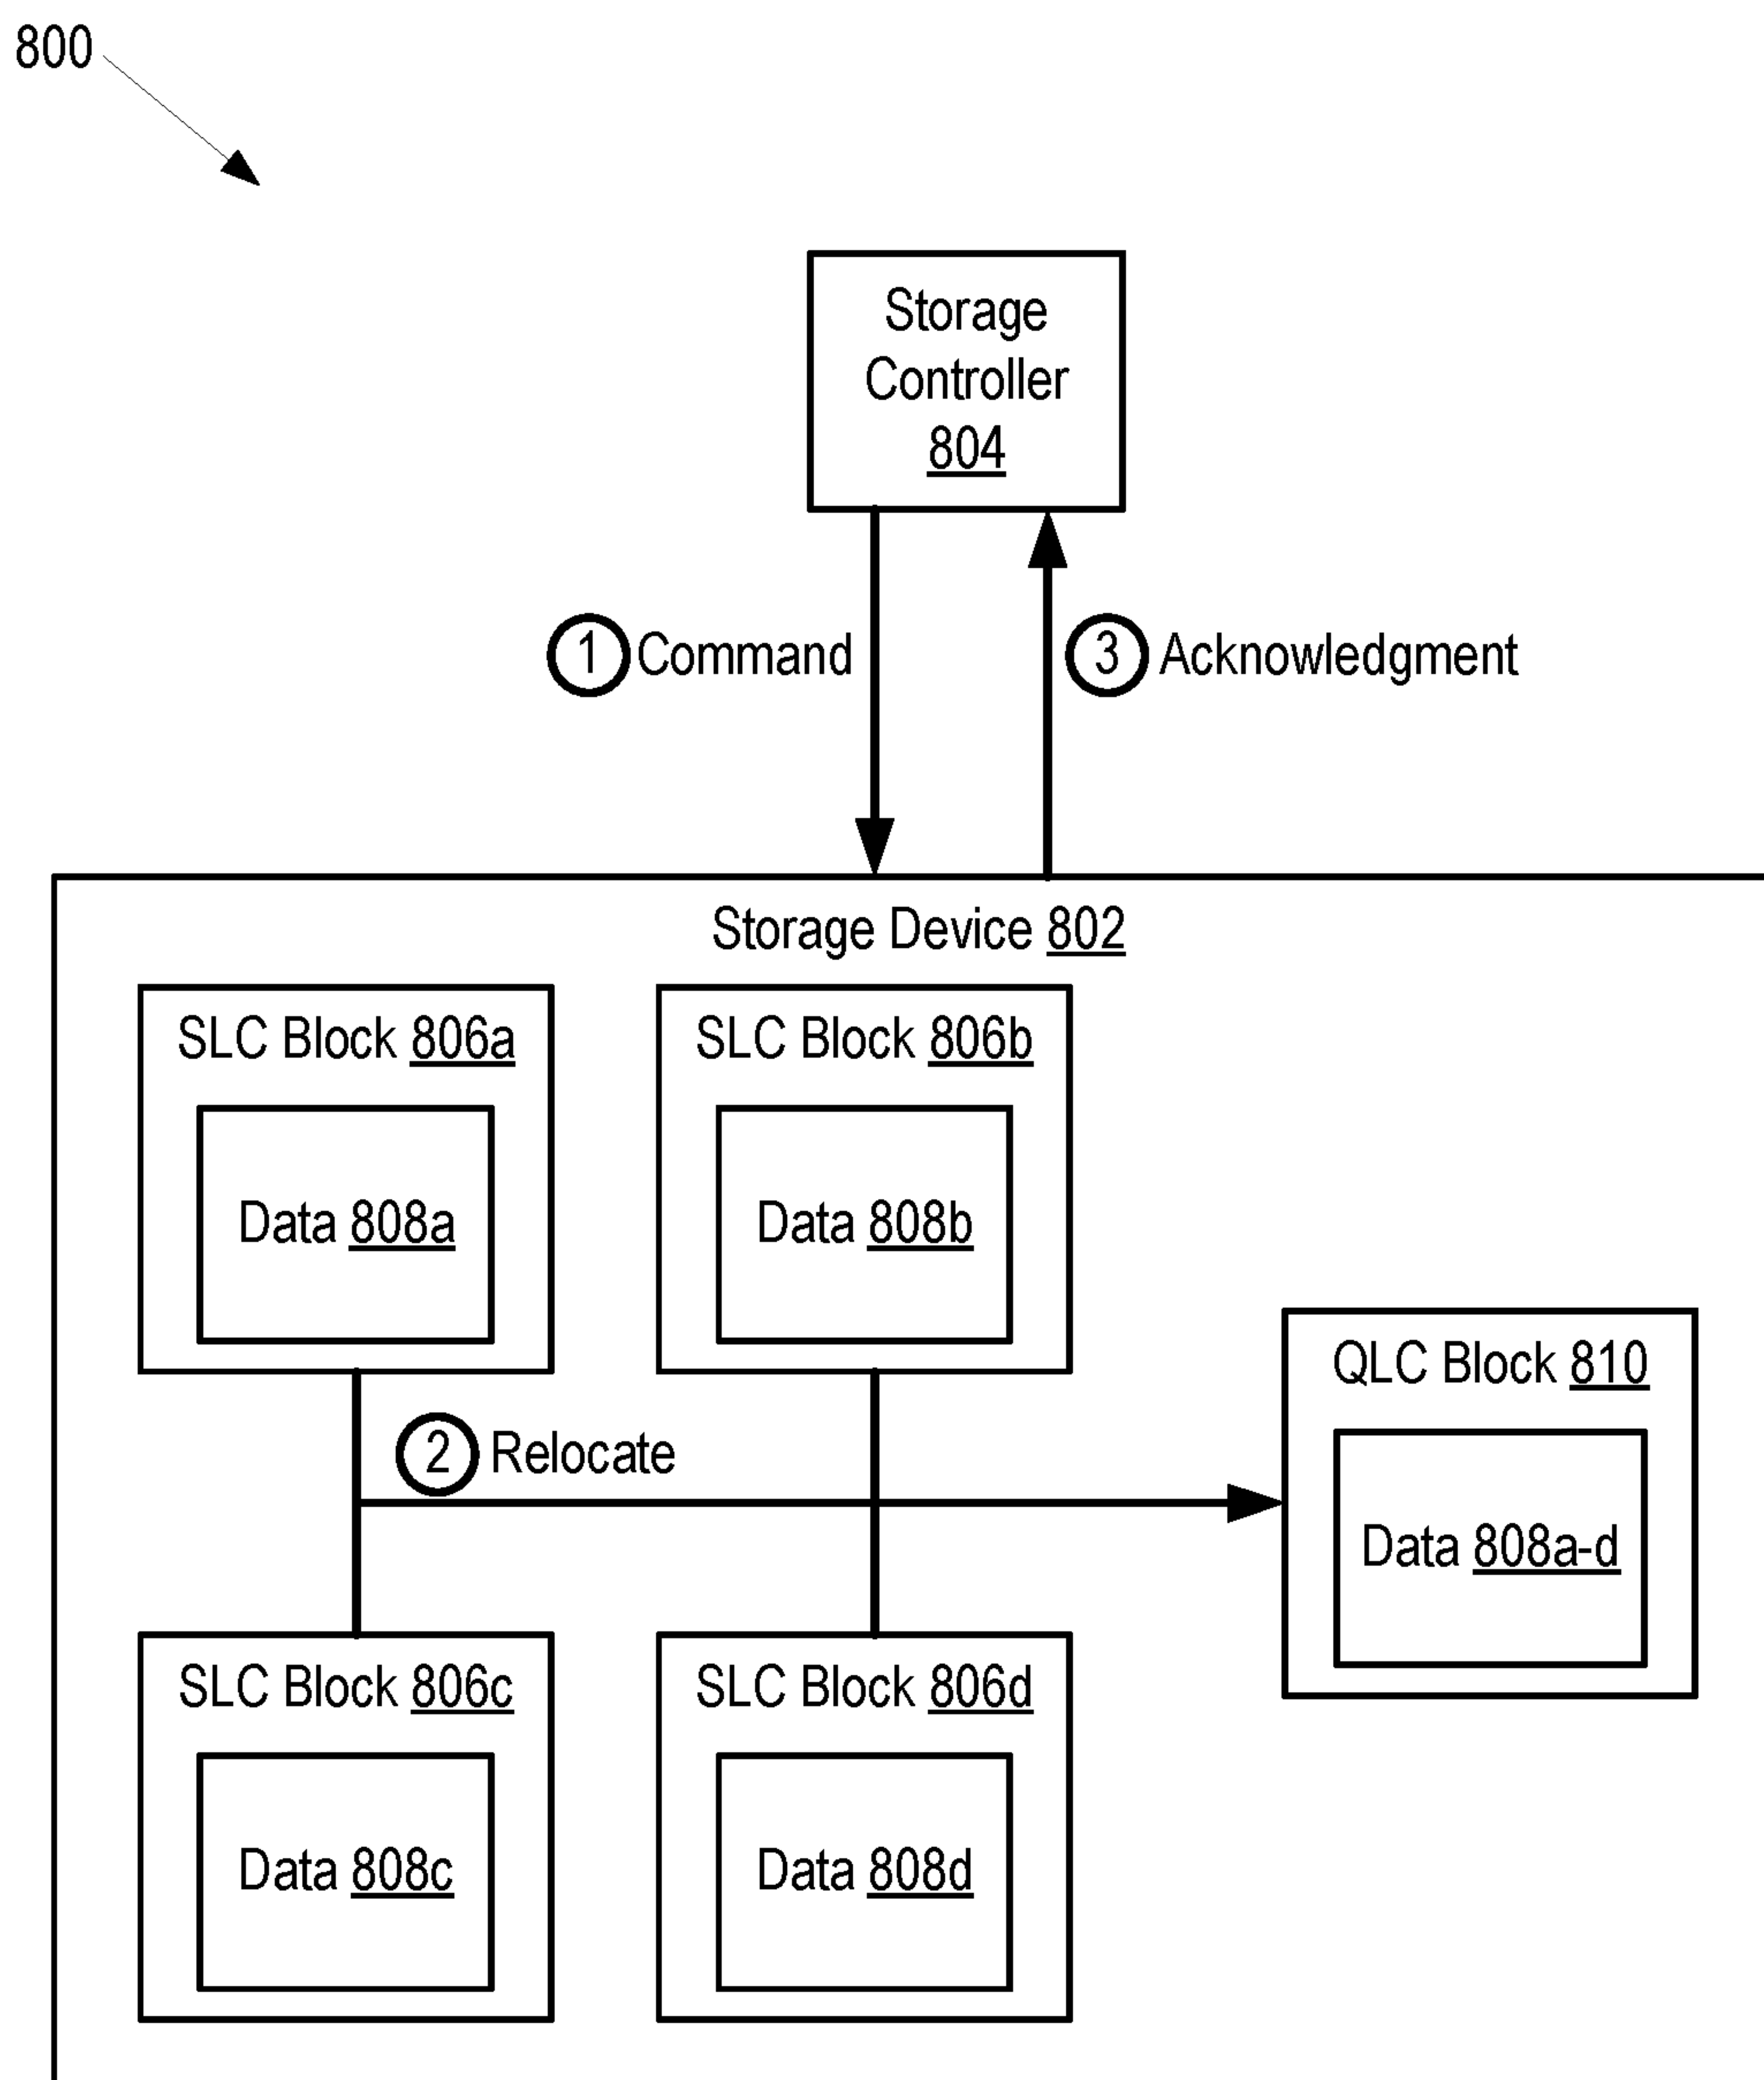 800
Storage
Controller
804
1 Command
3 Acknowledgment
Storage Device 802
SLC Block 806a
SLC Block 806b
Data 808a
Data 808b
QLC Block 810
2 Relocate
Data 808a-d
SLC Block 806c
SLC Block 806d
Data 808c
Data 808d